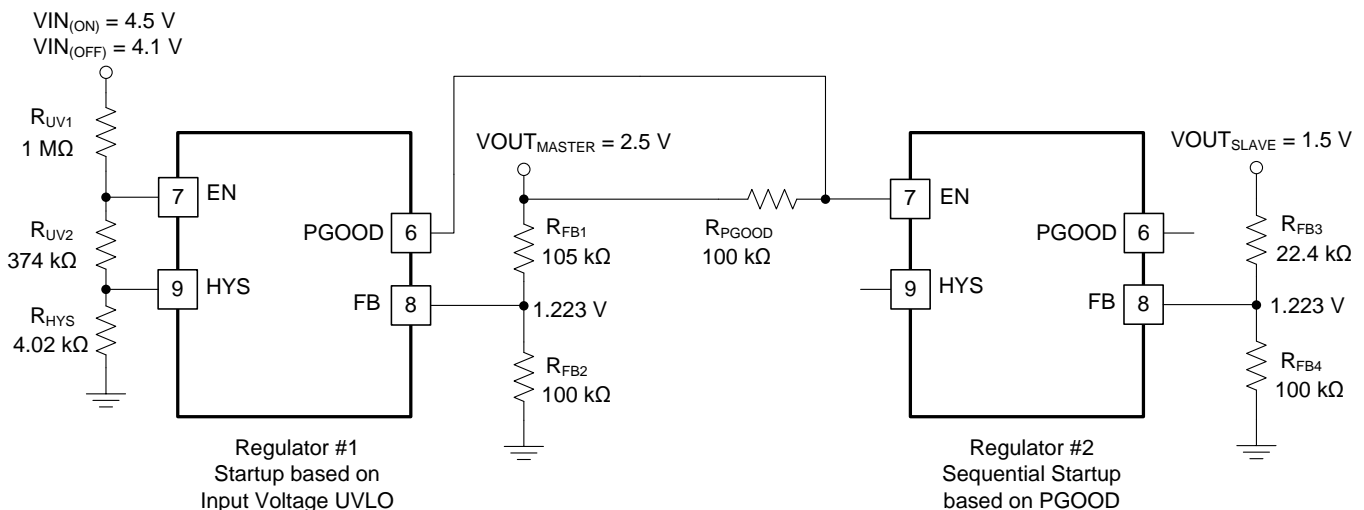 VIN(ON) = 4.5 V
VIN(OFF) = 4.1 V
RUV1
1 MΩ
RUV2
374 kΩ
RHYS
4.02 kΩ
7
EN
9
HYS
PGOOD
6
FB
8
Regulator #1
Startup based on
Input Voltage UVLO
VOUTMASTER = 2.5 V
RFB1
105 kΩ
1.223 V
RFB2
100 kΩ
RPGOOD
100 kΩ
7
EN
9
HYS
PGOOD
6
FB
8
Regulator #2
Sequential Startup
based on PGOOD
VOUTSLAVE = 1.5 V
RFB3
22.4 kΩ
1.223 V
RFB4
100 kΩ